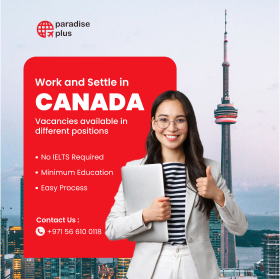 paradise
plus
Work and Settle in
CANADA
Vacancies available in
different positions
• No IELTS Required
• Minimum Education
• Easy Process
Contact Us :
+971 56 610 0118